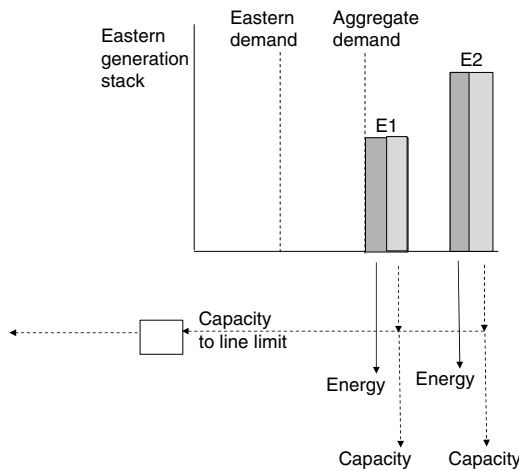 Eastern
generation
stack
Eastern
demand
Aggregate
demand
E1
E2
Capacity
to line limit
Energy
Energy
Capacity
Capacity